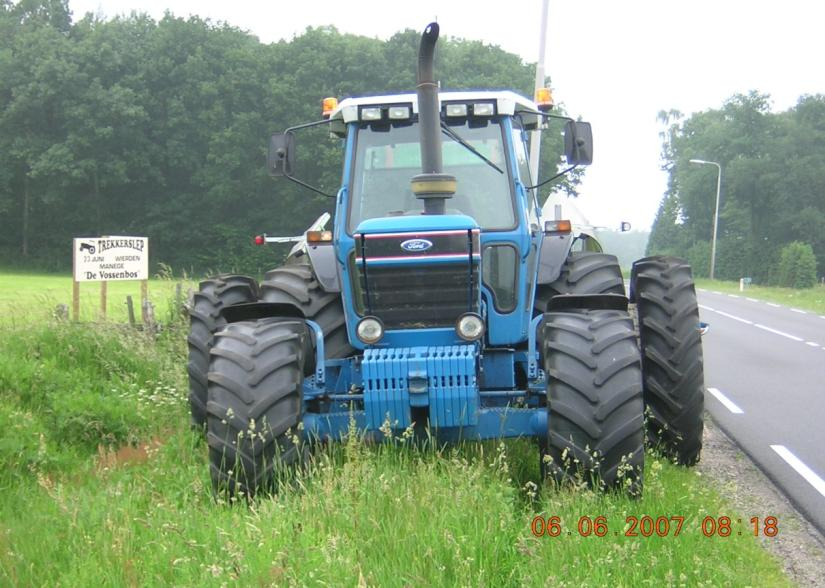 TREKKERSLEP
23 JUNI WIERDEN
MANEGE
"De VOSSENBOS"
Ford
06.06.2007 08:18